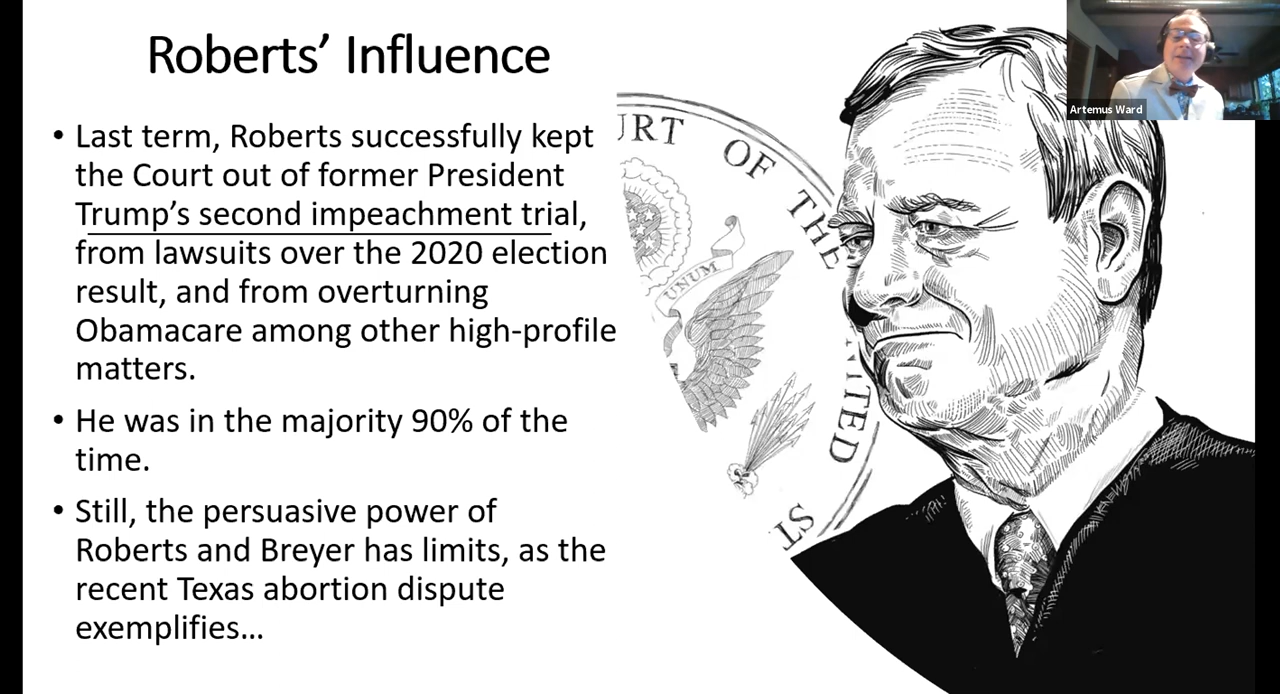 Roberts’ Influence
• Last term, Roberts successfully kept
the Court out of former President
Trump’s second impeachment trial,
from lawsuits over the 2020 election
result, and from overturning
Obamacare among other high-profile
matters.
• He was in the majority 90% of the
time.
• Still, the persuasive power of
Roberts and Breyer has limits, as the
recent Texas abortion dispute
exemplifies...
URT OF THE
UNUM
ITED
ST
Artemus Ward